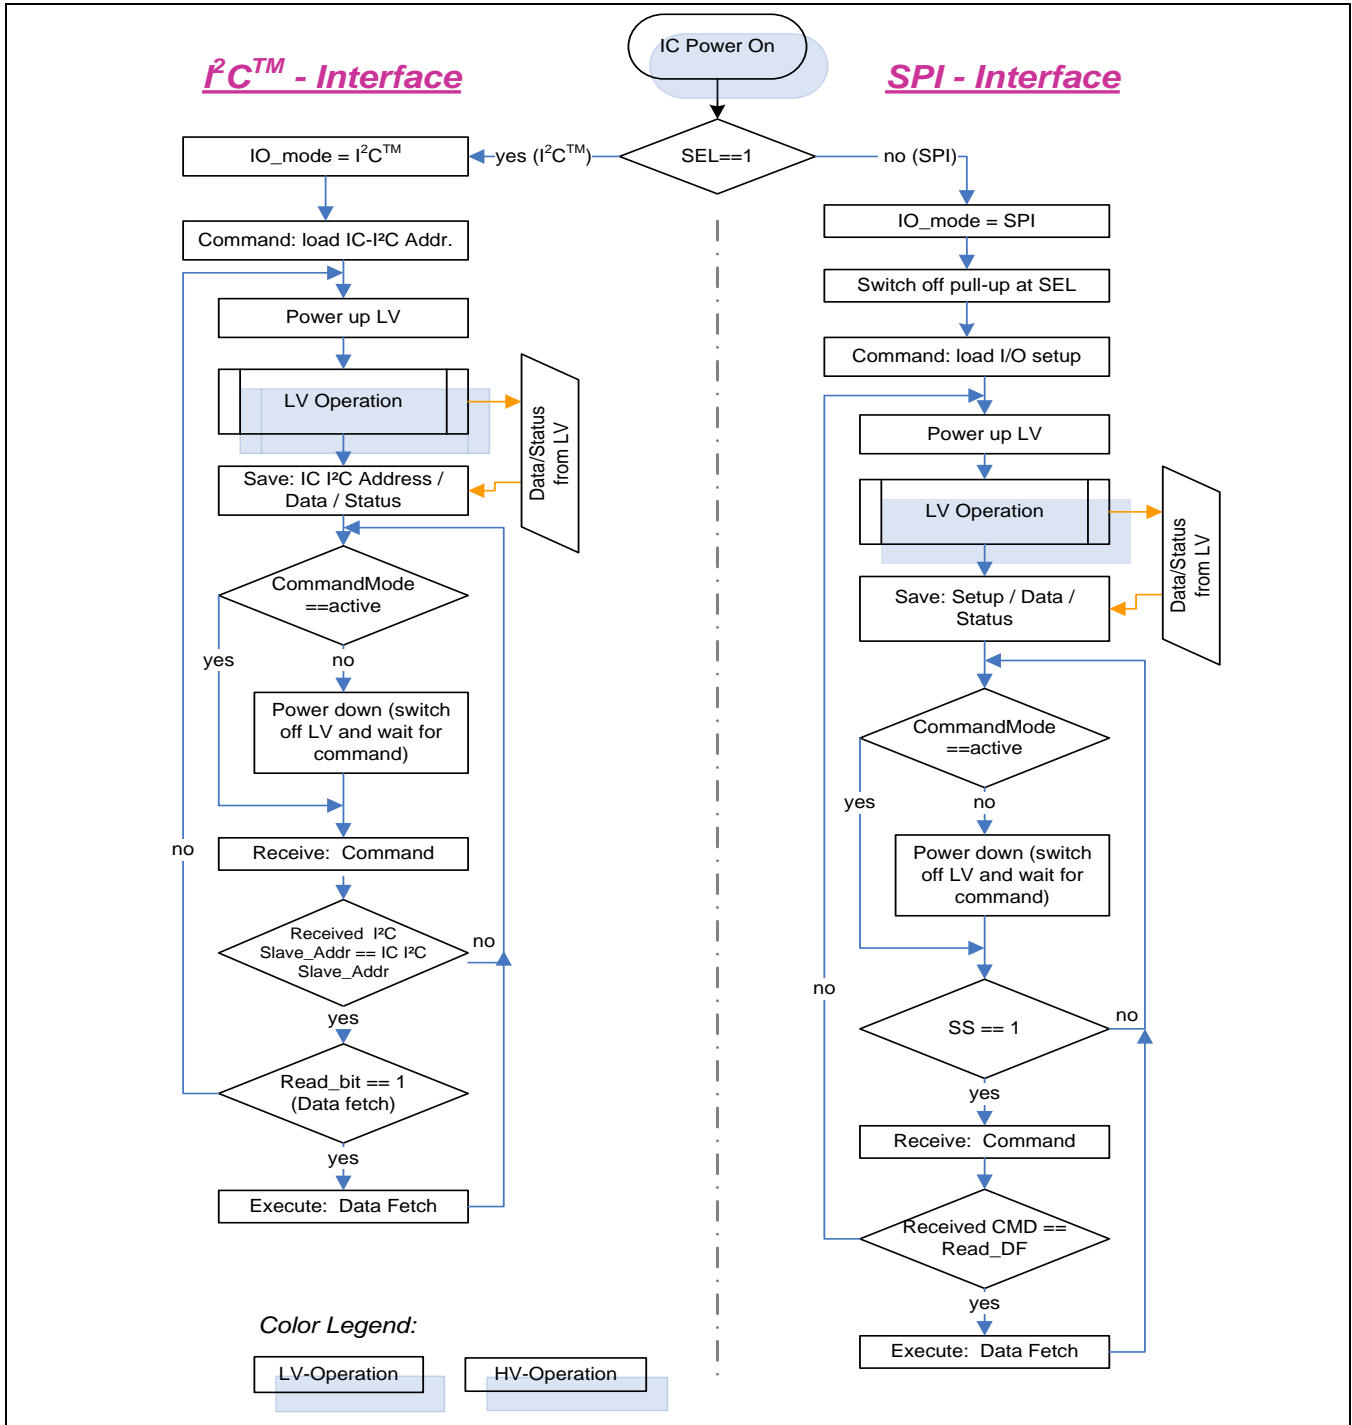 IC Power On
I²C™ - Interface
SPI - Interface
SEL==1
yes (I²C™)
no (SPI)
IO_mode = I²C™
Command: load IC-I²C Addr.
Power up LV
LV Operation
Data/Status
from LV
Save: IC I²C Address /
Data / Status
CommandMode
==active
yes
no
Power down (switch
off LV and wait for
command)
Receive: Command
no
Received I²C
Slave_Addr == IC I²C
Slave_Addr
no
yes
Read_bit == 1
(Data fetch)
yes
Execute: Data Fetch
IO_mode = SPI
Switch off pull-up at SEL
Command: load I/O setup
Power up LV
LV Operation
Data/Status
from LV
Save: Setup / Data /
Status
CommandMode
==active
yes
no
Power down (switch
off LV and wait for
command)
no
SS == 1
no
yes
Receive: Command
Received CMD ==
Read_DF
yes
Execute: Data Fetch
Color Legend:
LV-Operation
HV-Operation